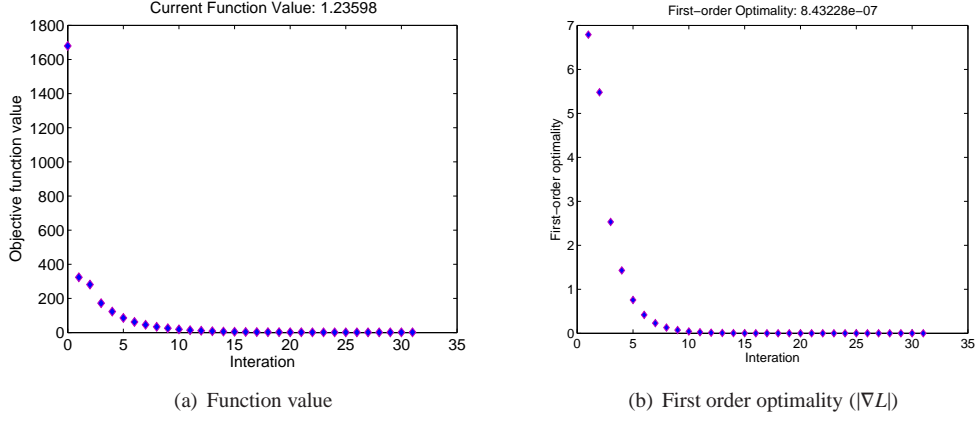 Current Function Value: 1.23598
1800
1600
1400
1200
1000
800
600
400
200
0
Objective function value
0 5 10 15 20 25 30 35
Interation
(a) Function value
First-order Optimality: 8.43228e-07
7
6
5
4
3
2
1
0
First-order optimality
0 5 10 15 20 25 30 35
Interation
(b) First order optimality (|∇L|)